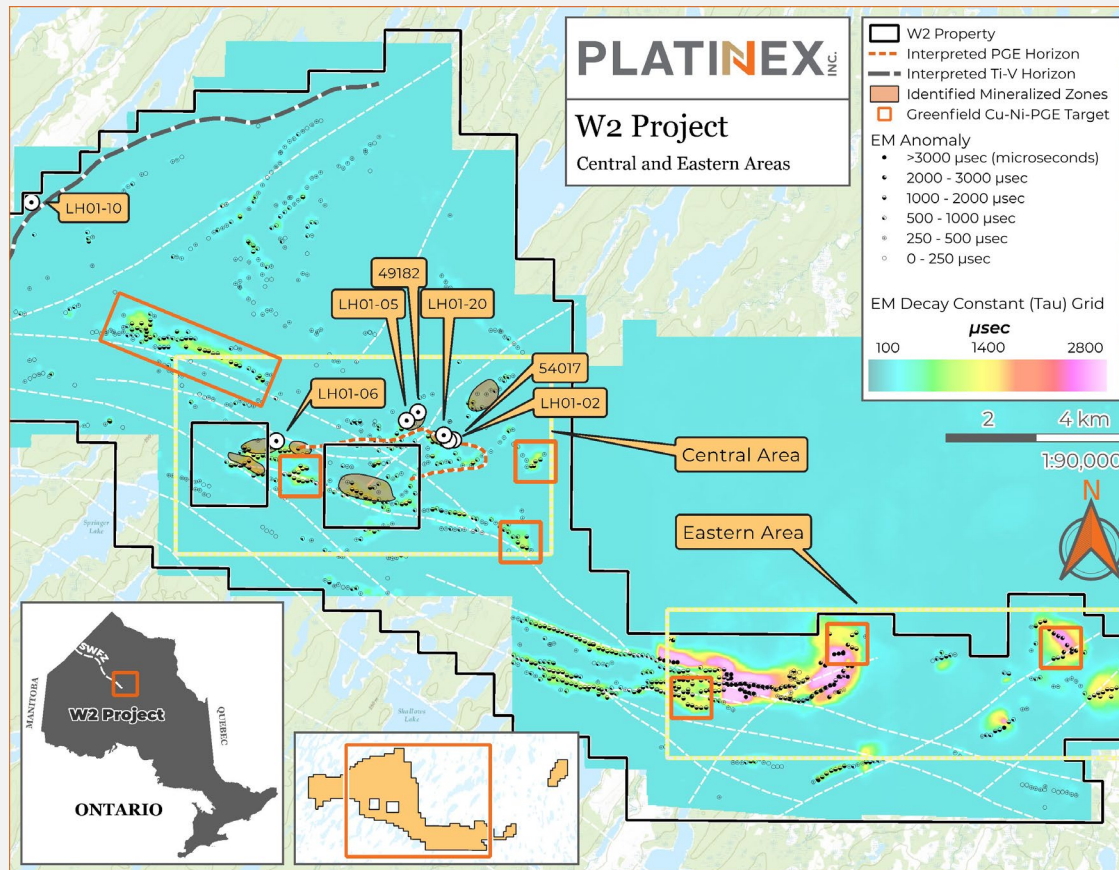 PLATINEX INC.
W2 Project
Central and Eastern Areas
W2 Property
Interpreted PGE Horizon
Interpreted Ti-V Horizon
Identified Mineralized Zones
Greenfield Cu-Ni-PGE Target
EM Anomaly
>3000 µsec (microseconds)
2000 - 3000 µsec
1000 - 2000 µsec
500 - 1000 µsec
250 - 500 µsec
0 - 250 µsec
EM Decay Constant (Tau) Grid
µsec
100 1400 2800
2 4 km
1:90,000
N
LH01-10
49182
LH01-05
LH01-20
54017
LH01-02
LH01-06
Central Area
Eastern Area
Springer
Lake
Skullow
Lake
SWFZ
MANITOBA
W2 Project
QUEBEC
ONTARIO